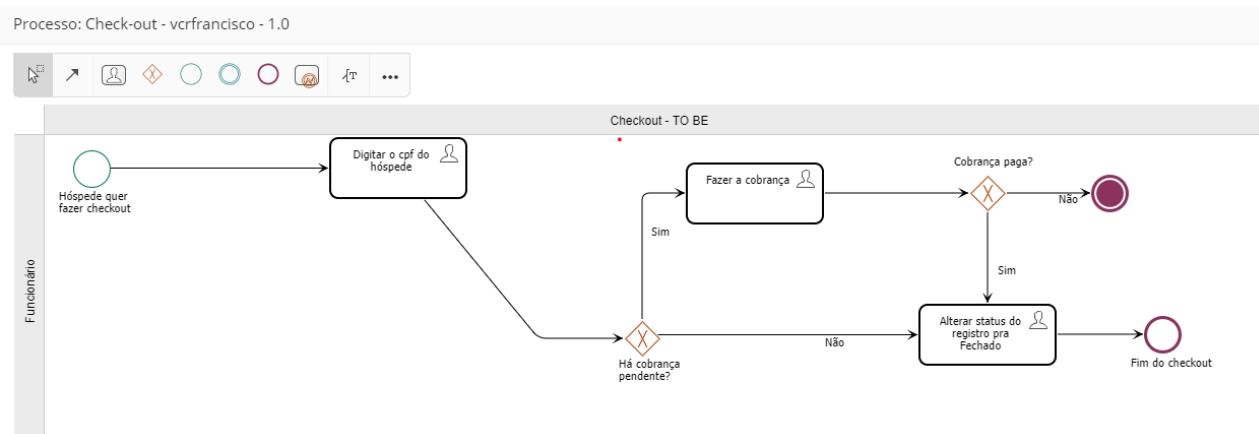 Processo: Check-out - vcrfrancisco - 1.0
Checkout - TO BE
Funcionário
Hóspede quer
fazer checkout
Digitar o cpf do
hóspede
Há cobrança
pendente?
Sim
Fazer a cobrança
Cobrança paga?
Não
Sim
Não
Alterar status do
registro pra
Fechado
Fim do checkout